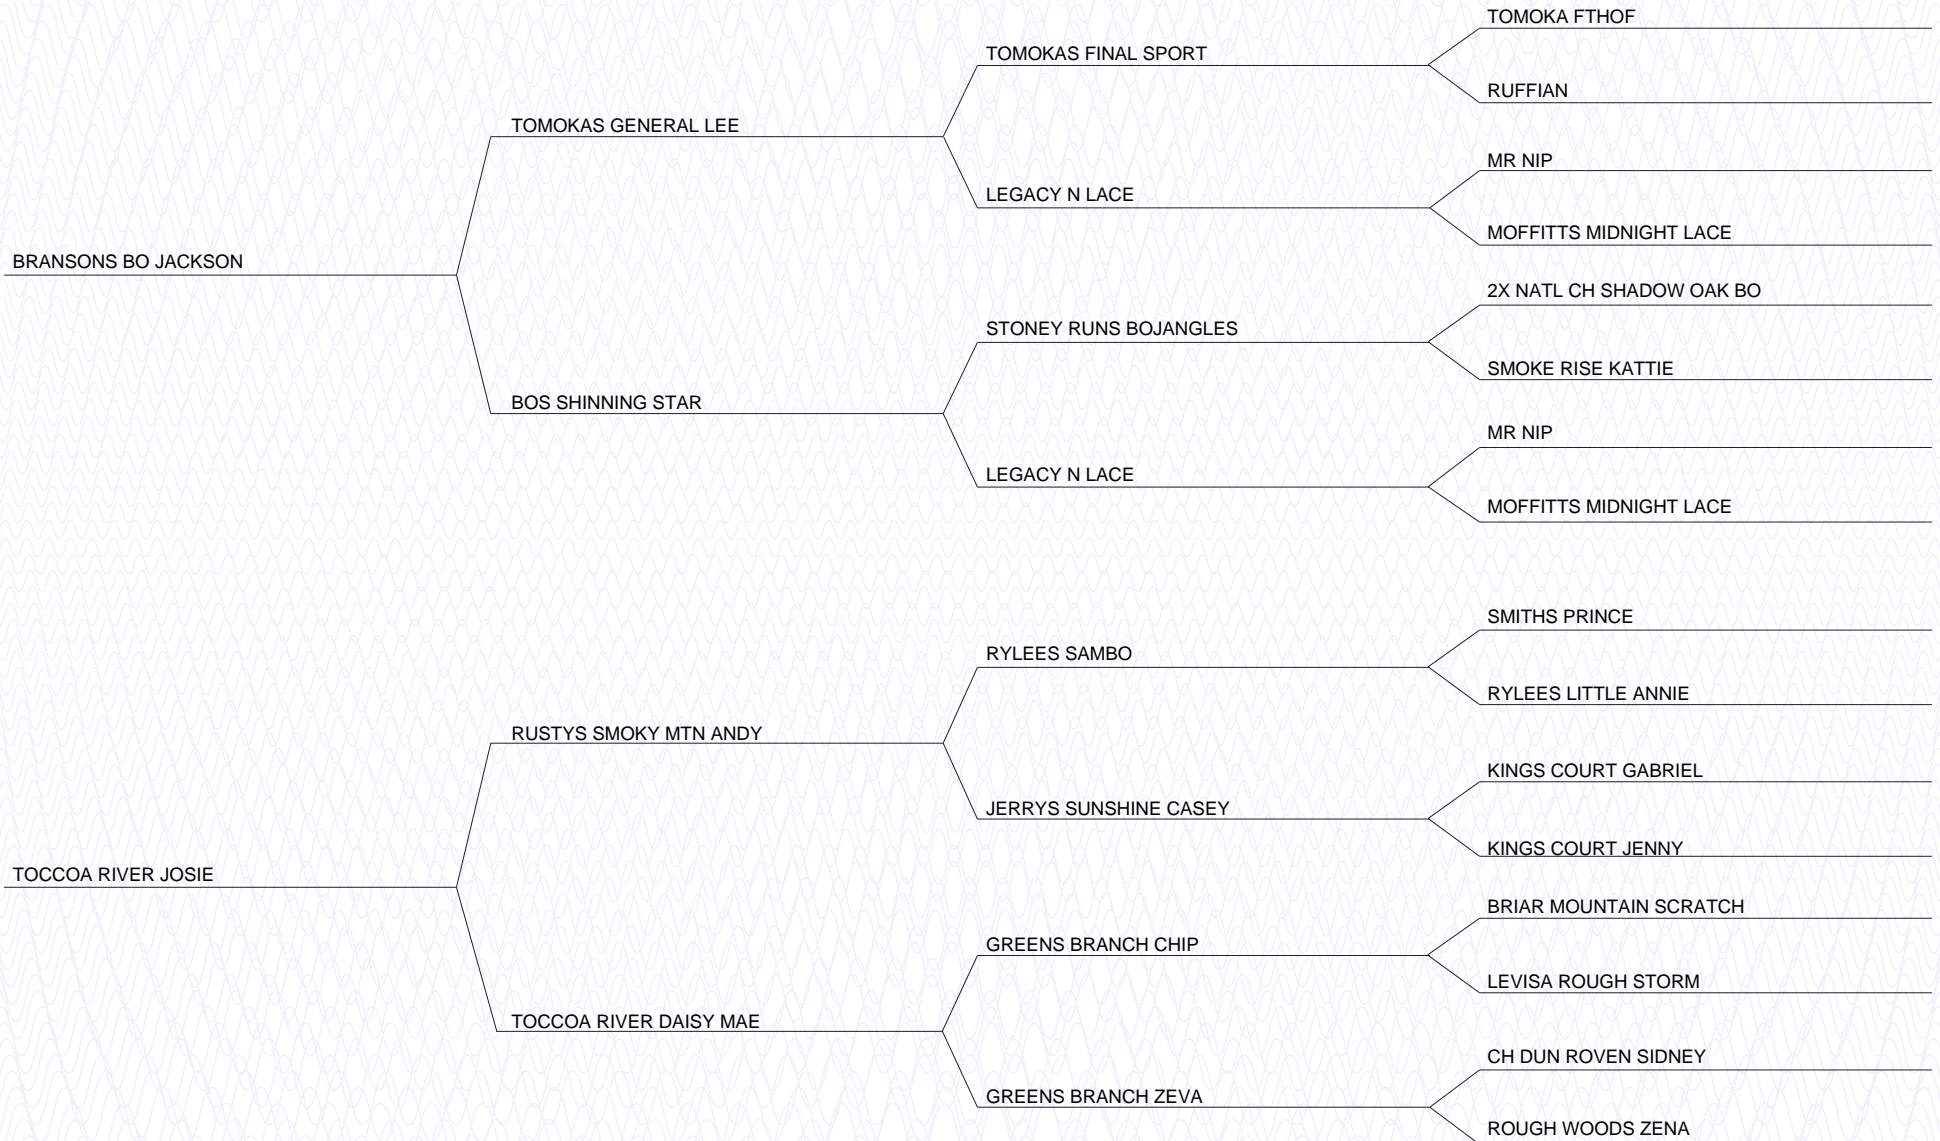 TOMOKA FTHOF
TOMOKAS FINAL SPORT
RUFFIAN
TOMOKAS GENERAL LEE
MR NIP
LEGACY N LACE
MOFFITTS MIDNIGHT LACE
BRANSONS BO JACKSON
2X NATL CH SHADOW OAK BO
STONEY RUNS BOJANGLES
SMOKE RISE KATTIE
BOS SHINNING STAR
MR NIP
LEGACY N LACE
MOFFITTS MIDNIGHT LACE
SMITHS PRINCE
RYLEES SAMBO
RYLEES LITTLE ANNIE
RUSTYS SMOKY MTN ANDY
KINGS COURT GABRIEL
JERRYS SUNSHINE CASEY
KINGS COURT JENNY
TOCCOA RIVER JOSIE
BRIAR MOUNTAIN SCRATCH
GREENS BRANCH CHIP
LEVISA ROUGH STORM
TOCCOA RIVER DAISY MAE
CH DUN ROVEN SIDNEY
GREENS BRANCH ZEVA
ROUGH WOODS ZENA